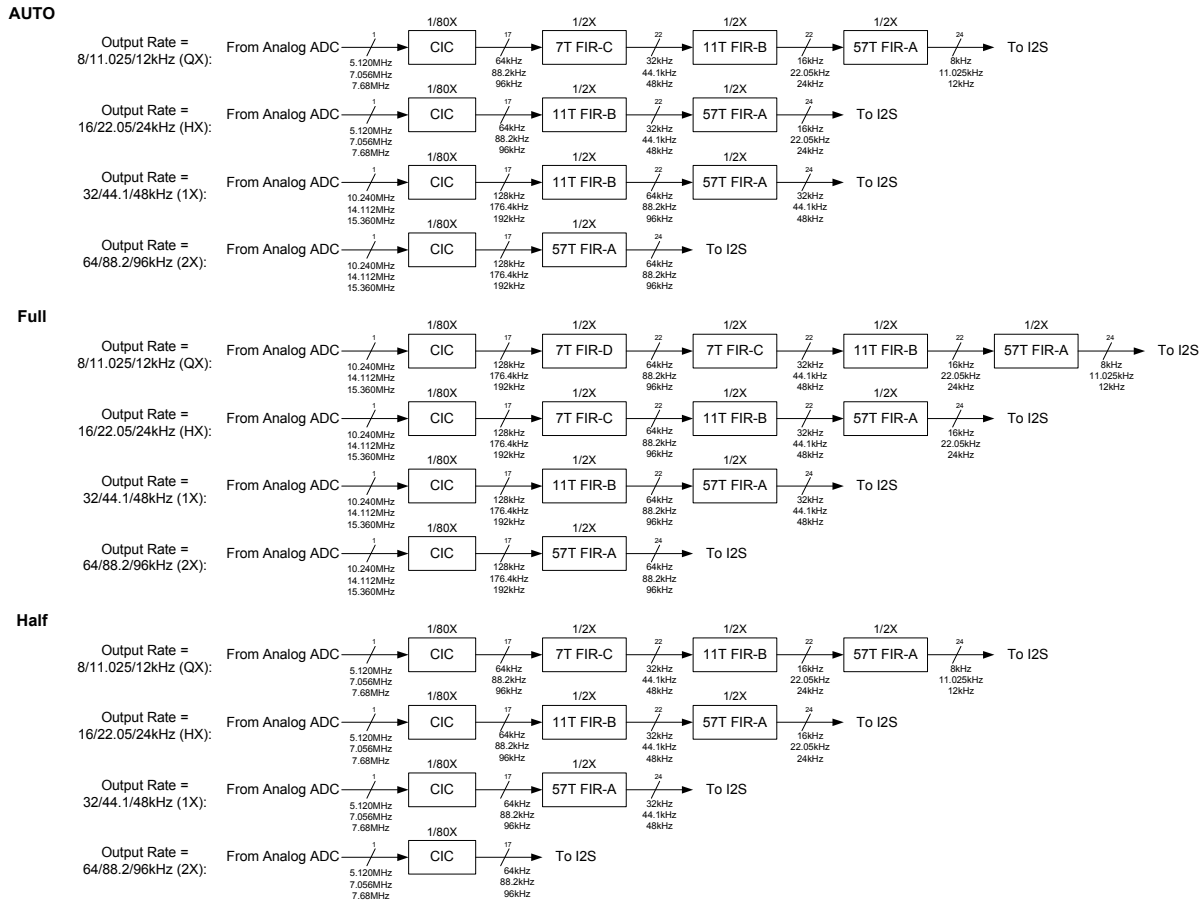 AUTO
1/80X 1/2X 1/2X 1/2X
Output Rate =
8/11.025/12kHz (QX):
From Analog ADC 1 CIC 17 7T FIR-C 22 11T FIR-B 22 57T FIR-A 24 To I2S
5.120MHz 64kHz 32kHz 16kHz 8kHz
7.056MHz 88.2kHz 44.1kHz 22.05kHz 11.025kHz
7.68MHz 96kHz 48kHz 24kHz 12kHz
1/80X 1/2X 1/2X
Output Rate =
16/22.05/24kHz (HX):
From Analog ADC 1 CIC 17 11T FIR-B 22 57T FIR-A 24 To I2S
5.120MHz 64kHz 32kHz 16kHz
7.056MHz 88.2kHz 44.1kHz 22.05kHz
7.68MHz 96kHz 48kHz 24kHz
1/80X 1/2X 1/2X
Output Rate =
32/44.1/48kHz (1X):
From Analog ADC 1 CIC 17 11T FIR-B 22 57T FIR-A 24 To I2S
10.240MHz 128kHz 64kHz 32kHz
14.112MHz 176.4kHz 88.2kHz 44.1kHz
15.360MHz 192kHz 96kHz 48kHz
1/80X 1/2X
Output Rate =
64/88.2/96kHz (2X):
From Analog ADC 1 CIC 17 57T FIR-A 24 To I2S
10.240MHz 128kHz 64kHz
14.112MHz 176.4kHz 88.2kHz
15.360MHz 192kHz 96kHz
Full
1/80X 1/2X 1/2X 1/2X 1/2X
Output Rate =
8/11.025/12kHz (QX):
From Analog ADC 1 CIC 17 7T FIR-D 22 7T FIR-C 22 11T FIR-B 22 57T FIR-A 24 To I2S
10.240MHz 128kHz 64kHz 32kHz 16kHz 8kHz
14.112MHz 176.4kHz 88.2kHz 44.1kHz 22.05kHz 11.025kHz
15.360MHz 192kHz 96kHz 48kHz 24kHz 12kHz
1/80X 1/2X 1/2X 1/2X
Output Rate =
16/22.05/24kHz (HX):
From Analog ADC 1 CIC 17 7T FIR-C 22 11T FIR-B 22 57T FIR-A 24 To I2S
10.240MHz 128kHz 64kHz 32kHz 16kHz
14.112MHz 176.4kHz 88.2kHz 44.1kHz 22.05kHz
15.360MHz 192kHz 96kHz 48kHz 24kHz
1/80X 1/2X 1/2X
Output Rate =
32/44.1/48kHz (1X):
From Analog ADC 1 CIC 17 11T FIR-B 22 57T FIR-A 24 To I2S
10.240MHz 128kHz 64kHz 32kHz
14.112MHz 176.4kHz 88.2kHz 44.1kHz
15.360MHz 192kHz 96kHz 48kHz
1/80X 1/2X
Output Rate =
64/88.2/96kHz (2X):
From Analog ADC 1 CIC 17 57T FIR-A 24 To I2S
10.240MHz 128kHz 64kHz
14.112MHz 176.4kHz 88.2kHz
15.360MHz 192kHz 96kHz
Half
1/80X 1/2X 1/2X 1/2X
Output Rate =
8/11.025/12kHz (QX):
From Analog ADC 1 CIC 17 7T FIR-C 22 11T FIR-B 22 57T FIR-A 24 To I2S
5.120MHz 64kHz 32kHz 16kHz 8kHz
7.056MHz 88.2kHz 44.1kHz 22.05kHz 11.025kHz
7.68MHz 96kHz 48kHz 24kHz 12kHz
1/80X 1/2X 1/2X
Output Rate =
16/22.05/24kHz (HX):
From Analog ADC 1 CIC 17 11T FIR-B 22 57T FIR-A 24 To I2S
5.120MHz 64kHz 32kHz 16kHz
7.056MHz 88.2kHz 44.1kHz 22.05kHz
7.68MHz 96kHz 48kHz 24kHz
1/80X 1/2X
Output Rate =
32/44.1/48kHz (1X):
From Analog ADC 1 CIC 17 57T FIR-A 24 To I2S
5.120MHz 64kHz 32kHz
7.056MHz 88.2kHz 44.1kHz
7.68MHz 96kHz 48kHz
1/80X
Output Rate =
64/88.2/96kHz (2X):
From Analog ADC 1 CIC 17 To I2S
5.120MHz 64kHz
7.056MHz 88.2kHz
7.68MHz 96kHz